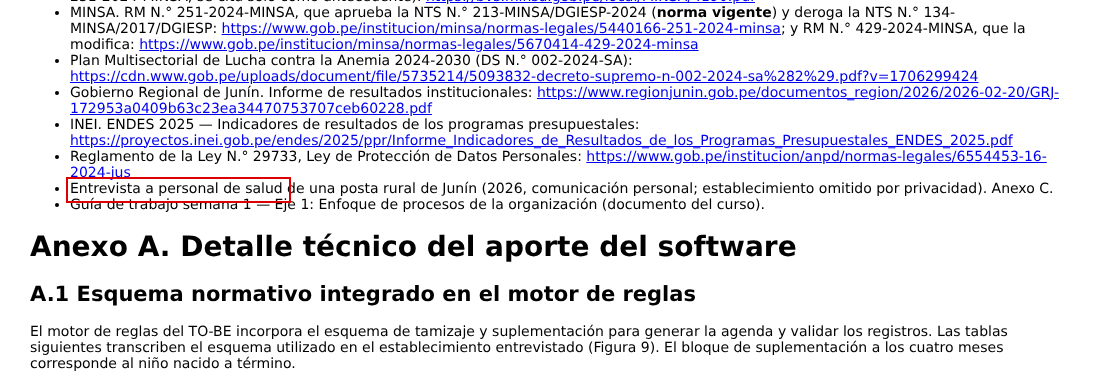 MINSA. RM N.° 251-2024-MINSA, que aprueba la NTS N.° 213-MINSA/DGIESP-2024 (norma vigente) y deroga la NTS N.° 134-
MINSA/2017/DGIESP: https://www.gob.pe/institucion/minsa/normas-legales/5440166-251-2024-minsa; y RM N.° 429-2024-MINSA, que la
modifica: https://www.gob.pe/institucion/minsa/normas-legales/5670414-429-2024-minsa
Plan Multisectorial de Lucha contra la Anemia 2024-2030 (DS N.° 002-2024-SA):
https://cdn.www.gob.pe/uploads/document/file/5735214/5093832-decreto-supremo-n-002-2024-sa%282%29.pdf?v=1706299424
Gobierno Regional de Junín. Informe de resultados institucionales: https://www.regionjunin.gob.pe/documentos_region/2026/2026-02-20/GRJ-
172953a0409b63c23ea34470753707ceb60228.pdf
INEI. ENDES 2025 — Indicadores de resultados de los programas presupuestales:
https://proyectos.inei.gob.pe/endes/2025/ppr/Informe_Indicadores_de_Resultados_de_los_Programas_Presupuestales_ENDES_2025.pdf
Reglamento de la Ley N.° 29733, Ley de Protección de Datos Personales: https://www.gob.pe/institucion/anpd/normas-legales/6554453-16-
2024-jus
Entrevista a personal de salud de una posta rural de Junín (2026, comunicación personal; establecimiento omitido por privacidad). Anexo C.
Guía de trabajo semana 1 — Eje 1: Enfoque de procesos de la organización (documento del curso).
Anexo A. Detalle técnico del aporte del software
A.1 Esquema normativo integrado en el motor de reglas
El motor de reglas del TO-BE incorpora el esquema de tamizaje y suplementación para generar la agenda y validar los registros. Las tablas
siguientes transcriben el esquema utilizado en el establecimiento entrevistado (Figura 9). El bloque de suplementación a los cuatro meses
corresponde al niño nacido a término.